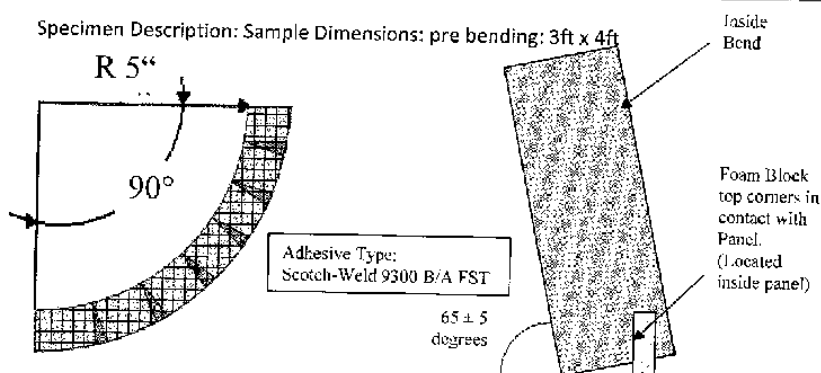 Specimen Description: Sample Dimensions: pre bending: 3ft x 4ft
R 5“
90°
Adhesive Type:
Scotch-Weld 9300 B/A FST
65 ± 5
degrees
Inside
Bend
Foam Block
top corners in
contact with
Panel.
(Located
inside panel)